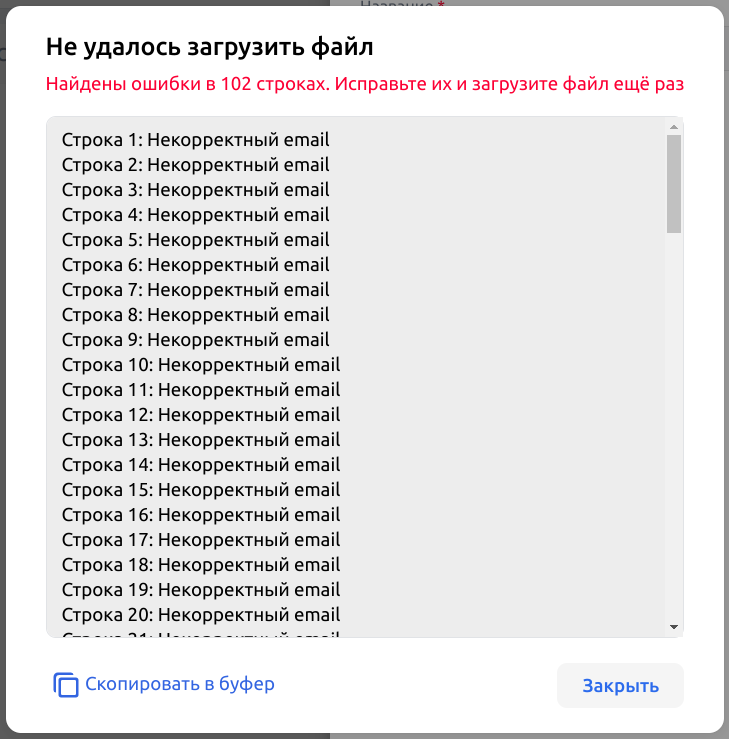 Название *
Не удалось загрузить файл
Найдены ошибки в 102 строках. Исправьте их и загрузите файл ещё раз
Строка 1: Некорректный email
Строка 2: Некорректный email
Строка 3: Некорректный email
Строка 4: Некорректный email
Строка 5: Некорректный email
Строка 6: Некорректный email
Строка 7: Некорректный email
Строка 8: Некорректный email
Строка 9: Некорректный email
Строка 10: Некорректный email
Строка 11: Некорректный email
Строка 12: Некорректный email
Строка 13: Некорректный email
Строка 14: Некорректный email
Строка 15: Некорректный email
Строка 16: Некорректный email
Строка 17: Некорректный email
Строка 18: Некорректный email
Строка 19: Некорректный email
Строка 20: Некорректный email
Строка 21: Некорректный email
Скопировать в буфер
Закрыть